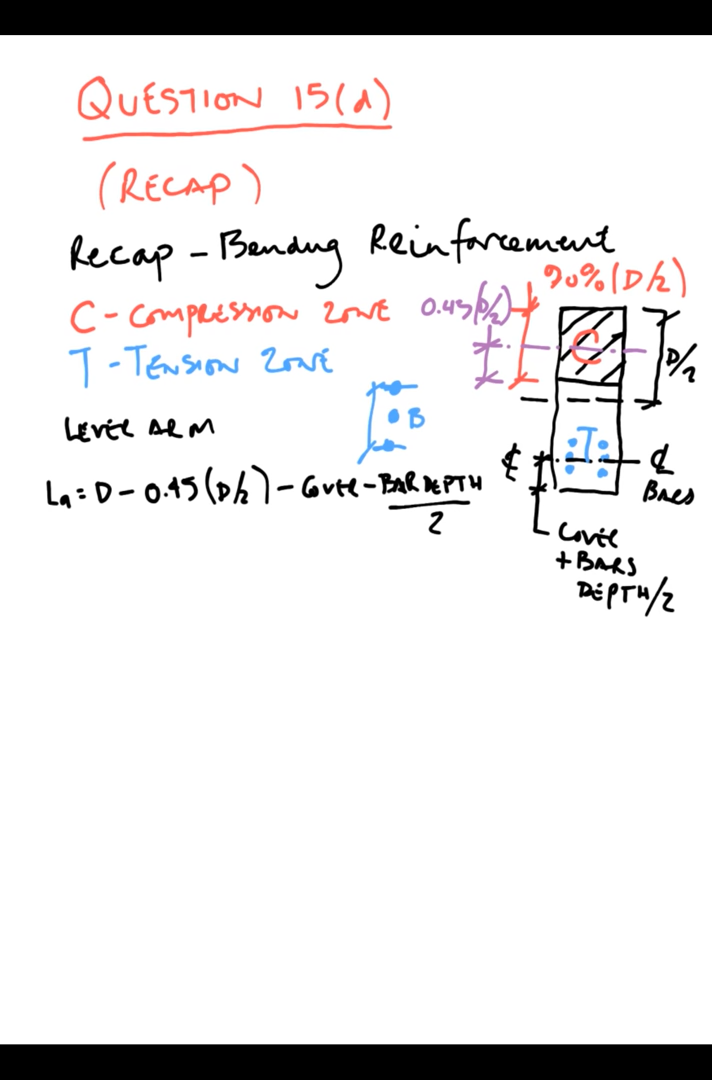 QUESTION 15(d)
(RECAP)
Recap - Bending Reinforcement
90% (D/2)
C - COMPRESSION ZONE
0.45(D/2)
C
D/2
T - TENSION ZONE
B
LEVER ARM
T
℄
℄
BARS
La = D - 0.45(D/2) - COVER - BAR DEPTH/2
COVER
+ BARS
DEPTH/2